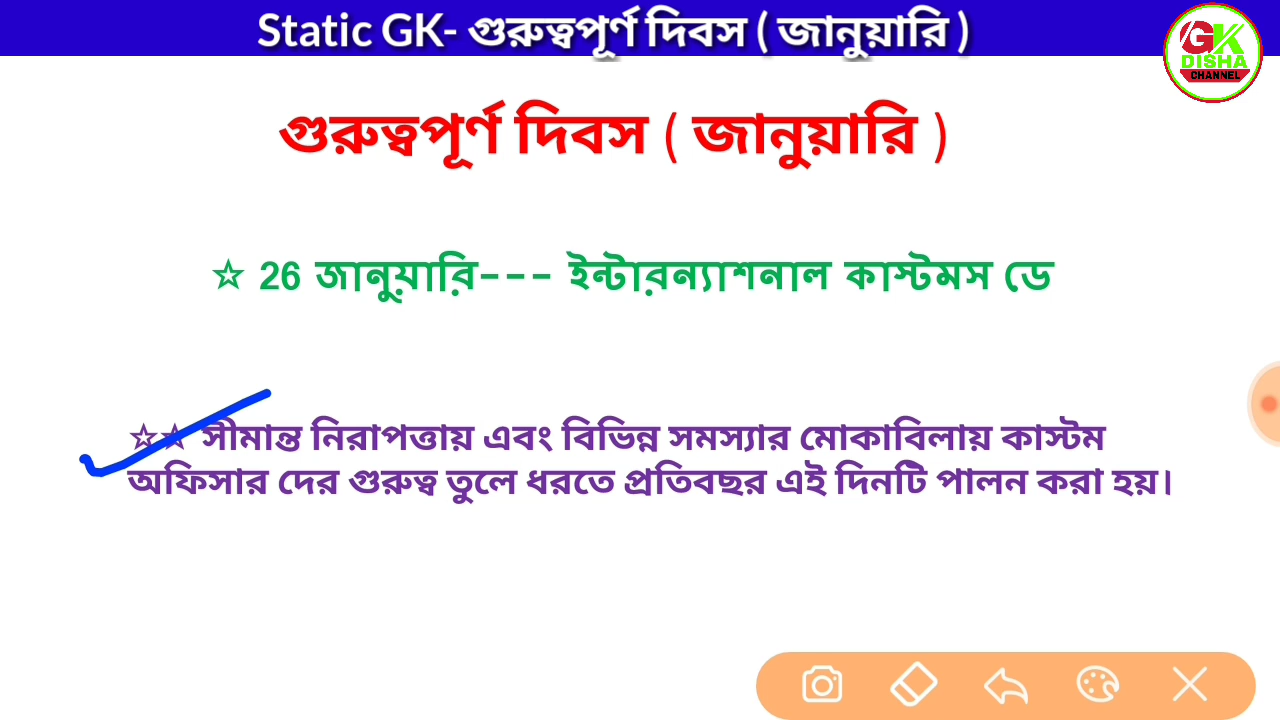 Static GK- গুরুত্বপূর্ণ দিবস ( জানুয়ারি )
GK
DISHA
CHANNEL
গুরুত্বপূর্ণ দিবস ( জানুয়ারি )
☆ 26 জানুয়ারি--- ইন্টারন্যাশনাল কাস্টমস ডে
☆☆ সীমান্ত নিরাপত্তায় এবং বিভিন্ন সমস্যার মোকাবিলায় কাস্টম
অফিসার দের গুরুত্ব তুলে ধরতে প্রতিবছর এই দিনটি পালন করা হয়।